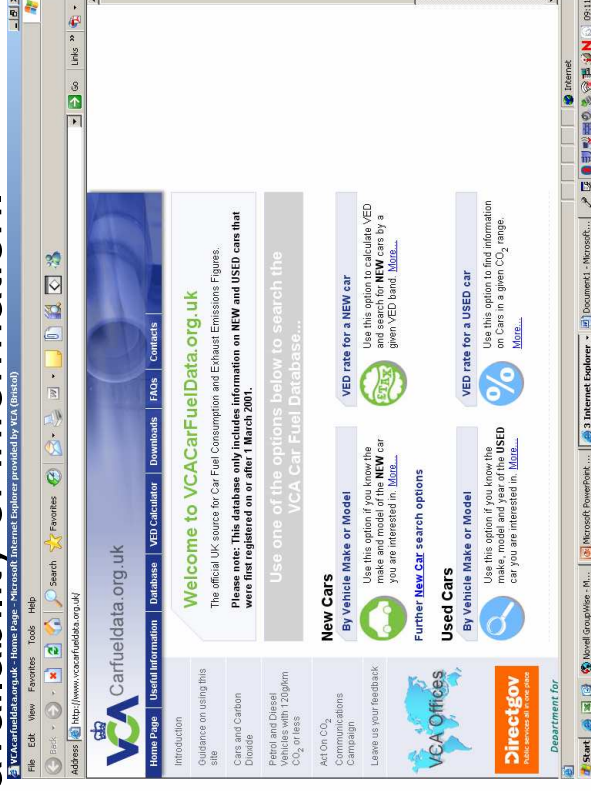 VCAcarfueldata.org.uk - Home Page - Microsoft Internet Explorer provided by VCA (Bristol)
File Edit View Favorites Tools Help
Back Search Favorites
Address http://www.vcacarfueldata.org.uk/ Go Links »
VCA Carfueldata.org.uk
Home Page Useful Information Database VED Calculator Downloads FAQs Contacts
Introduction
Guidance on using this
site
Cars and Carbon
Dioxide
Petrol and Diesel
Vehicles with 120g/km
CO2 or less
Act On CO2
Communications
Campaign
Leave us your feedback
VCA Offices
Directgov
Public services all in one place
Department for
Welcome to VCACarFuelData.org.uk
The official UK source for Car Fuel Consumption and Exhaust Emissions Figures.
Please note: This database only includes information on NEW and USED cars that
were first registered on or after 1 March 2001.
Use one of the options below to search the
VCA Car Fuel Database...
New Cars
By Vehicle Make or Model
Use this option if you know the
make and model of the NEW car
you are interested in. More...
VED rate for a NEW car
£TAX
Use this option to calculate VED
and search for NEW cars by a
given VED band. More...
Further New Car search options
Used Cars
By Vehicle Make or Model
Use this option if you know the
make, model and year of the USED
car you are interested in. More...
VED rate for a USED car
%
Use this option to find information
on Cars in a given CO2 range.
More...
Internet
Start Novell GroupWise - M... Microsoft PowerPoint ... 3 Internet Explorer Document1 - Microsoft... 09:11